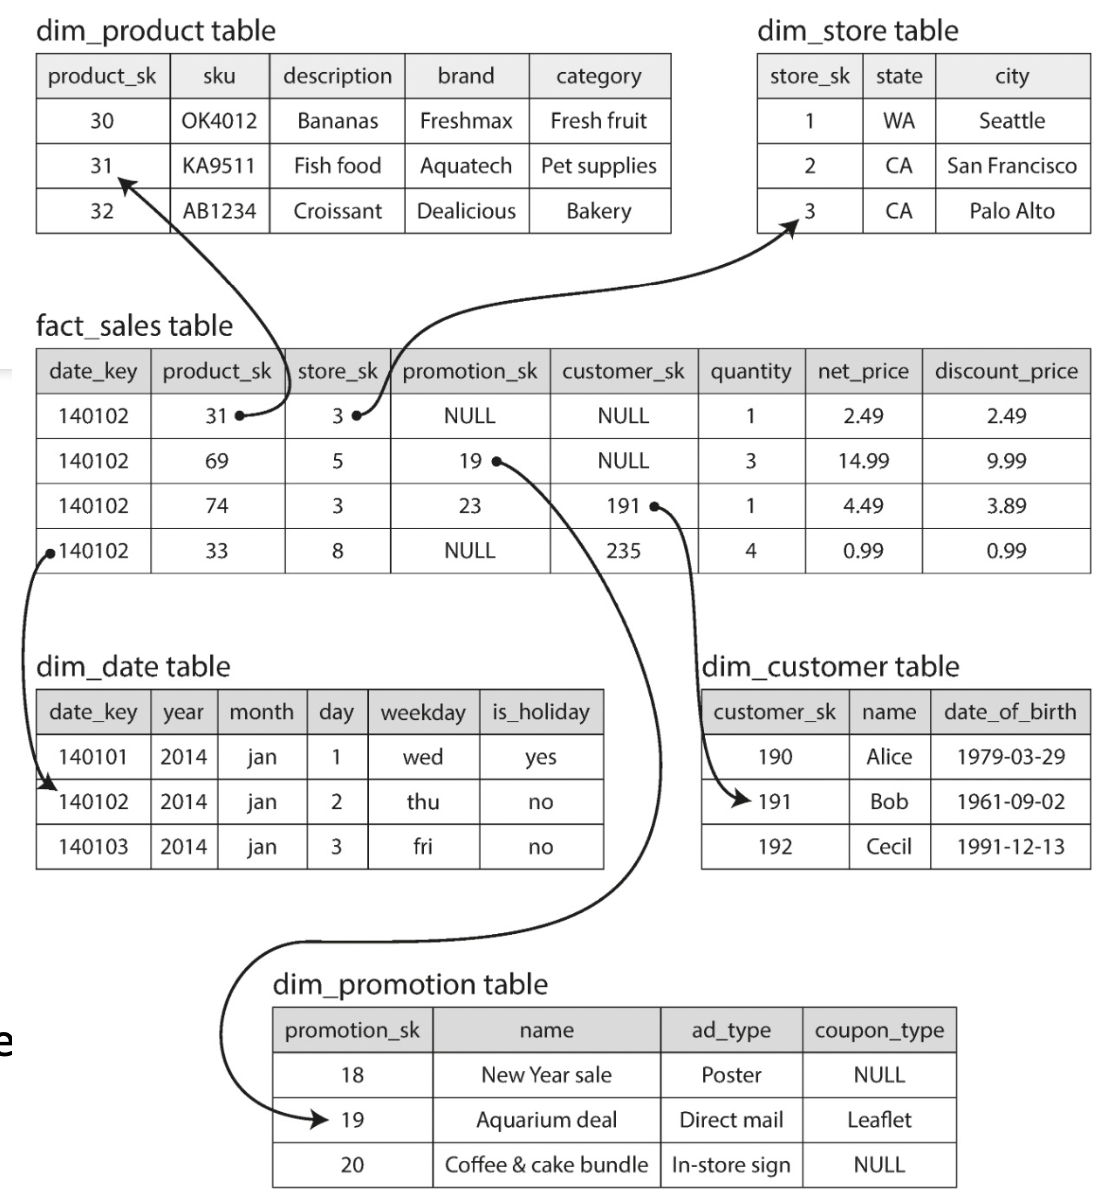 dim_product table
product_sk sku description brand category
30 OK4012 Bananas Freshmax Fresh fruit
31 KA9511 Fish food Aquatech Pet supplies
32 AB1234 Croissant Dealicious Bakery
dim_store table
store_sk state city
1 WA Seattle
2 CA San Francisco
3 CA Palo Alto
fact_sales table
date_key product_sk store_sk promotion_sk customer_sk quantity net_price discount_price
140102 31 3 NULL NULL 1 2.49 2.49
140102 69 5 19 NULL 3 14.99 9.99
140102 74 3 23 191 1 4.49 3.89
140102 33 8 NULL 235 4 0.99 0.99
dim_date table
date_key year month day weekday is_holiday
140101 2014 jan 1 wed yes
140102 2014 jan 2 thu no
140103 2014 jan 3 fri no
dim_customer table
customer_sk name date_of_birth
190 Alice 1979-03-29
191 Bob 1961-09-02
192 Cecil 1991-12-13
e
dim_promotion table
promotion_sk name ad_type coupon_type
18 New Year sale Poster NULL
19 Aquarium deal Direct mail Leaflet
20 Coffee & cake bundle In-store sign NULL